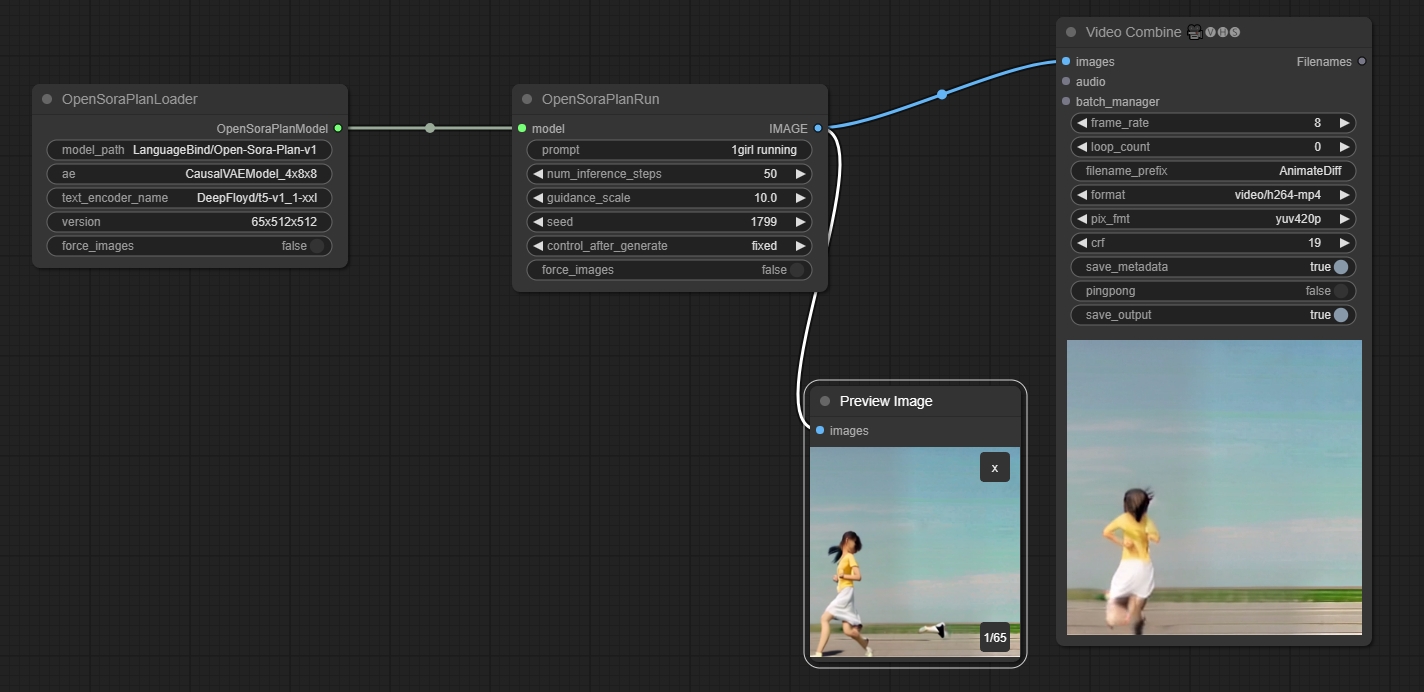 OpenSoraPlanLoader
OpenSoraPlanModel
model_path LanguageBind/Open-Sora-Plan-v1
ae CausalVAEModel_4x8x8
text_encoder_name DeepFloyd/t5-v1_1-xxl
version 65x512x512
force_images false
OpenSoraPlanRun
model IMAGE
prompt 1girl running
num_inference_steps 50
guidance_scale 10.0
seed 1799
control_after_generate fixed
force_images false
Preview Image
images
x
1/65
Video Combine 🎥🅥🅗🅢
images Filenames
audio
batch_manager
frame_rate 8
loop_count 0
filename_prefix AnimateDiff
format video/h264-mp4
pix_fmt yuv420p
crf 19
save_metadata true
pingpong false
save_output true